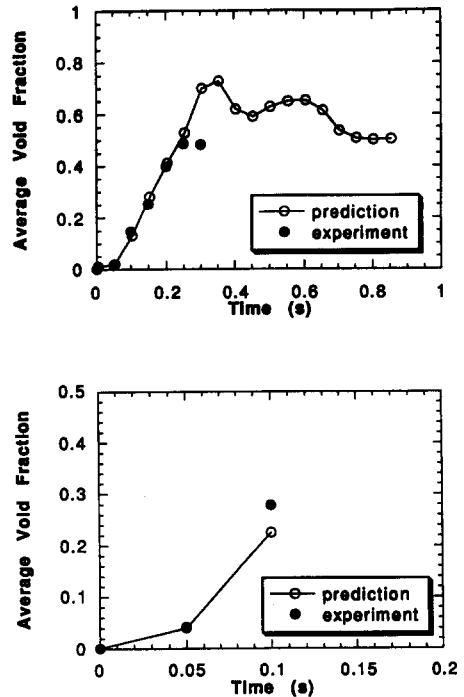 Average Void Fraction
1
0.8
0.6
0.4
0.2
0
prediction
experiment
0 0.2 0.4 0.6 0.8 1
Time (s)
Average Void Fraction
0.5
0.4
0.3
0.2
0.1
0
prediction
experiment
0 0.05 0.1 0.15 0.2
Time (s)